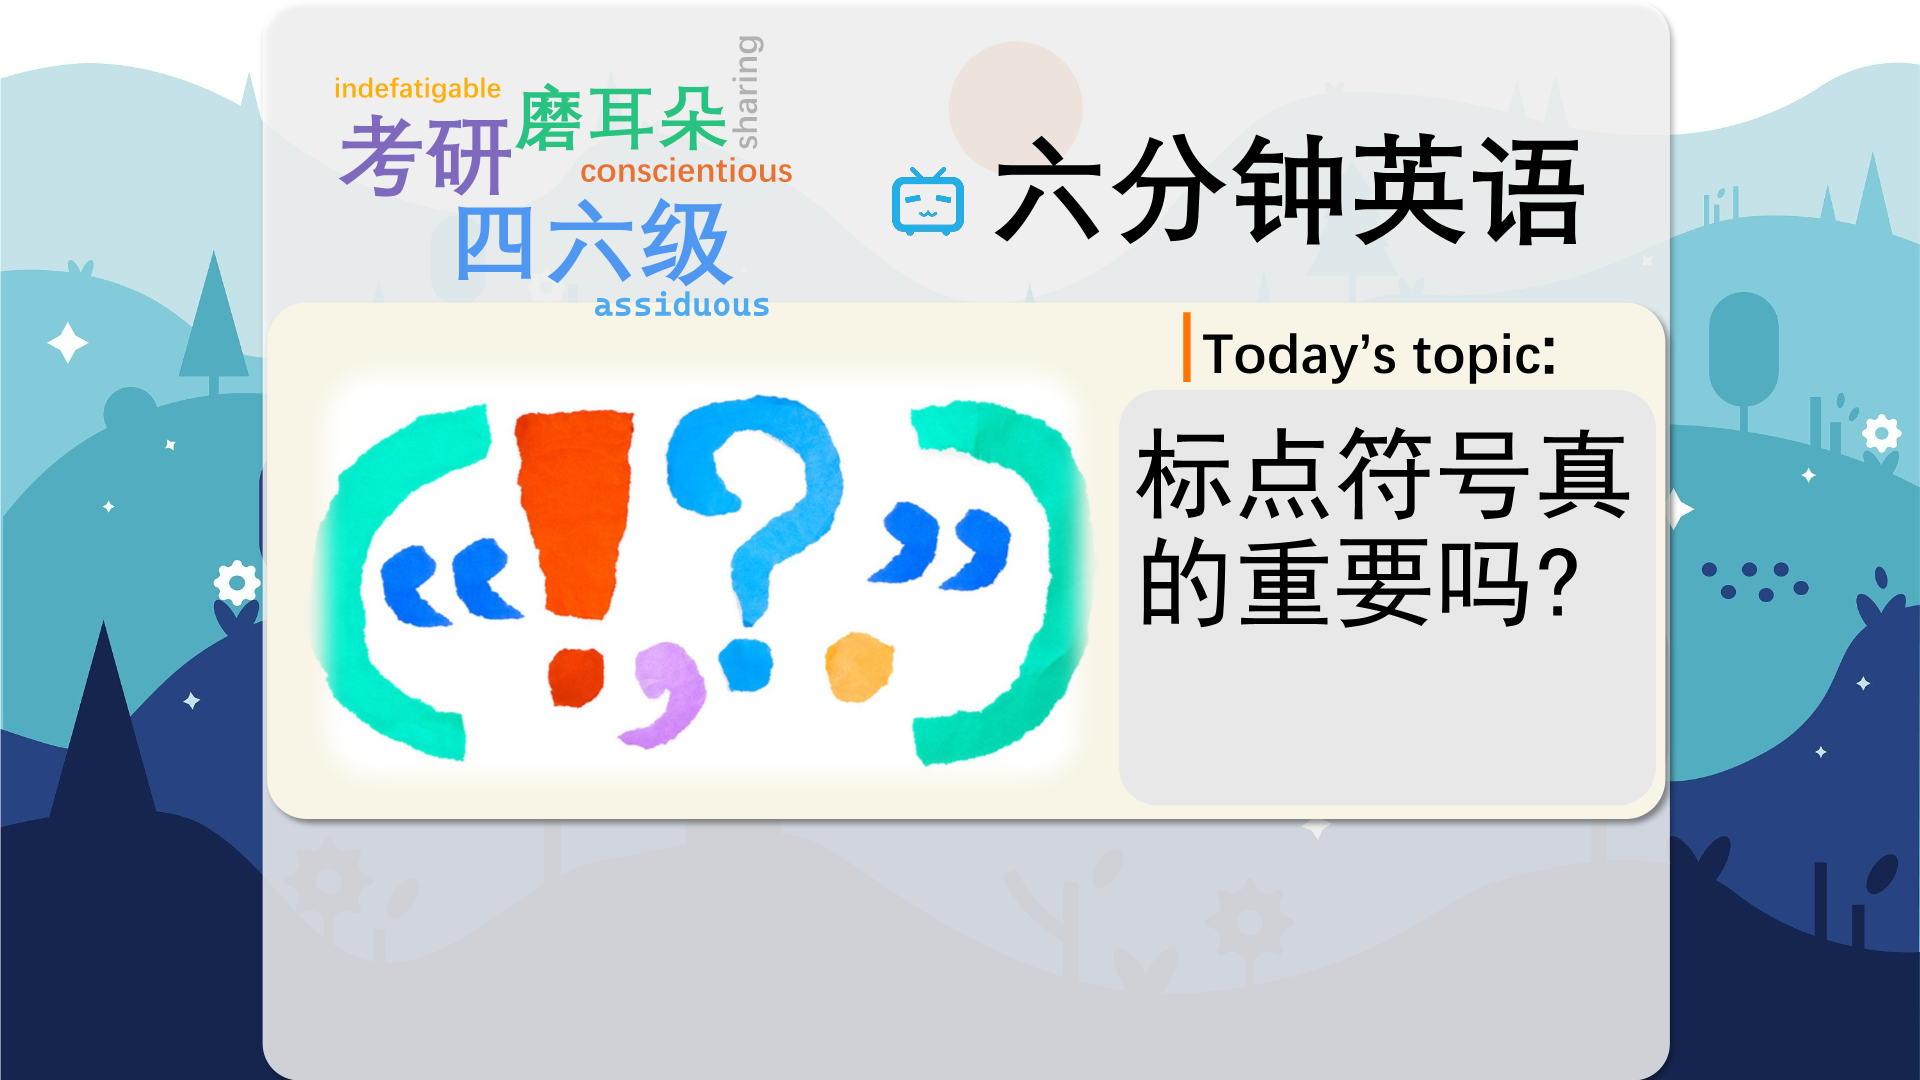 indefatigable
考研
磨耳朵
sharing
conscientious
四六级
assiduous
六分钟英语
Today’s topic:
标点符号真
的重要吗?
(“!,?.”)